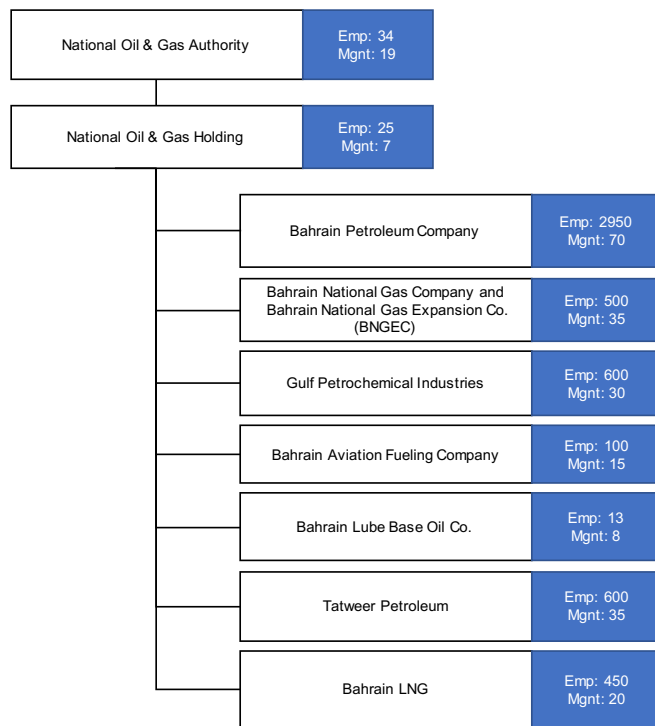 National Oil & Gas Authority
Emp: 34
Mgnt: 19
National Oil & Gas Holding
Emp: 25
Mgnt: 7
Bahrain Petroleum Company
Emp: 2950
Mgnt: 70
Bahrain National Gas Company and
Bahrain National Gas Expansion Co.
(BNGEC)
Emp: 500
Mgnt: 35
Gulf Petrochemical Industries
Emp: 600
Mgnt: 30
Bahrain Aviation Fueling Company
Emp: 100
Mgnt: 15
Bahrain Lube Base Oil Co.
Emp: 13
Mgnt: 8
Tatweer Petroleum
Emp: 600
Mgnt: 35
Bahrain LNG
Emp: 450
Mgnt: 20